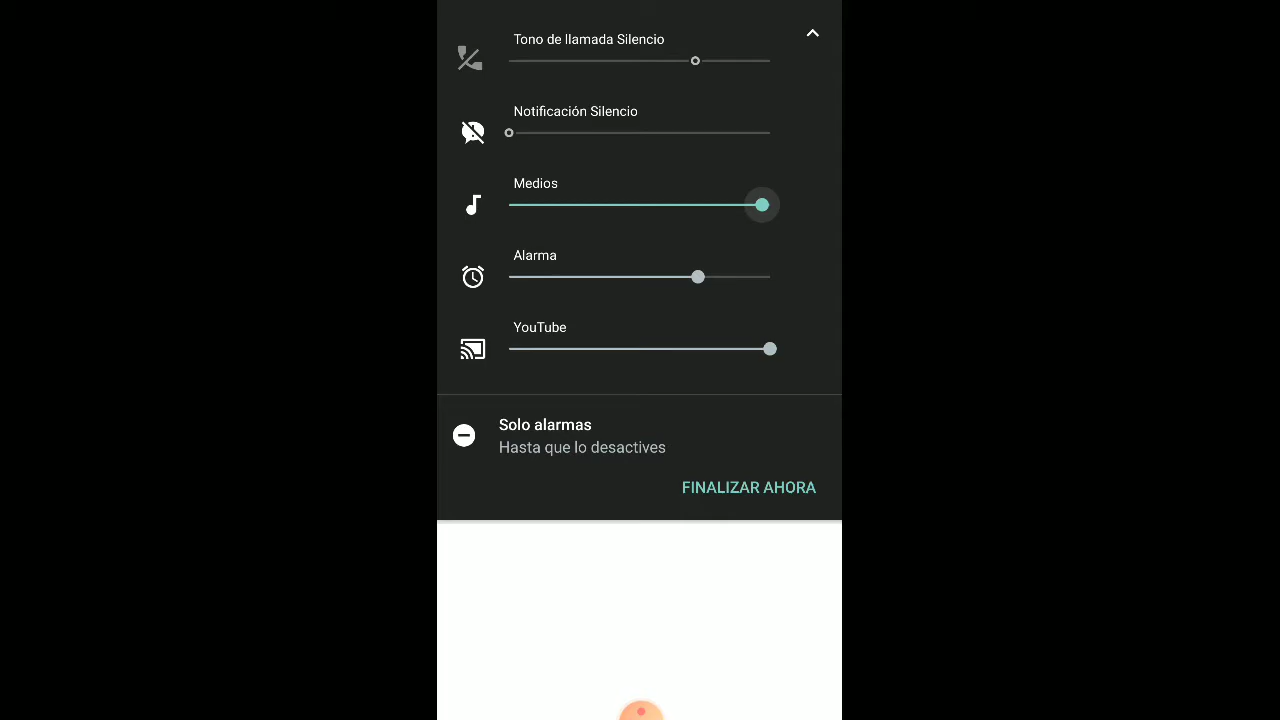 Tono de llamada Silencio
Notificación Silencio
Medios
Alarma
YouTube
Solo alarmas
Hasta que lo desactives
FINALIZAR AHORA